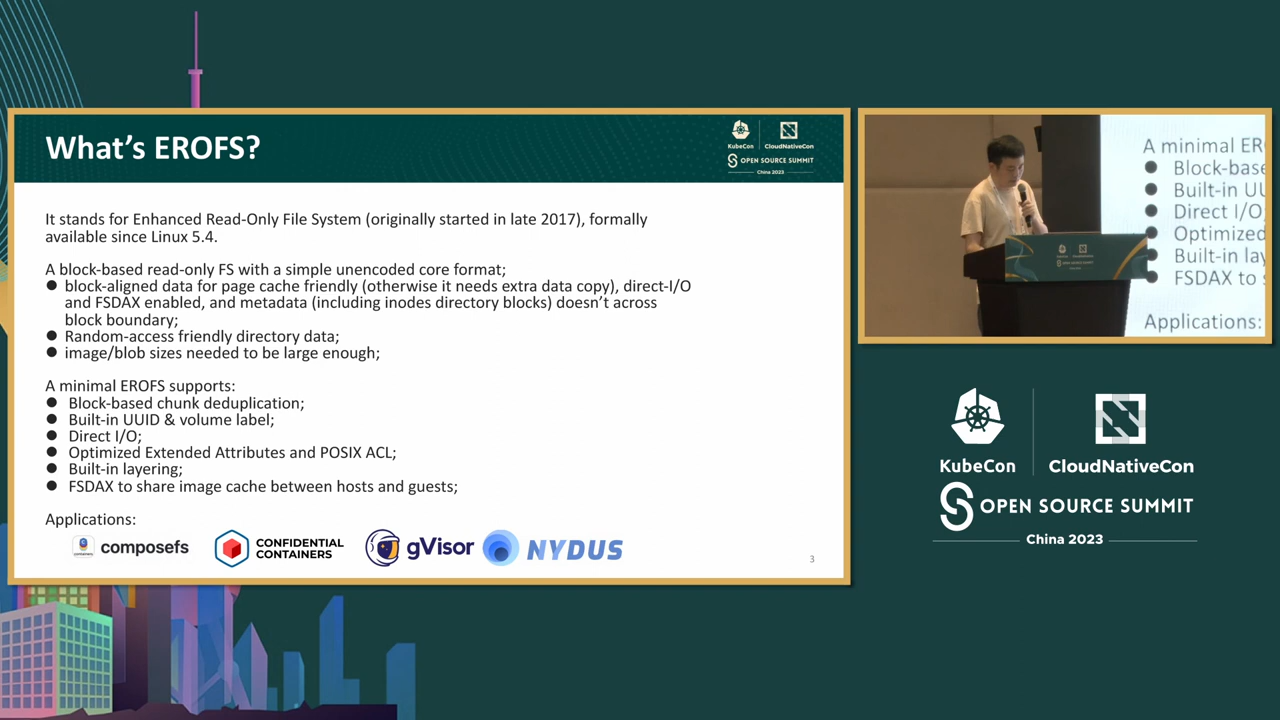 What's EROFS?
KubeCon
CloudNativeCon
OPEN SOURCE SUMMIT
China 2023
It stands for Enhanced Read-Only File System (originally started in late 2017), formally
available since Linux 5.4.
A block-based read-only FS with a simple unencoded core format;
● block-aligned data for page cache friendly (otherwise it needs extra data copy), direct-I/O
and FSDAX enabled, and metadata (including inodes directory blocks) doesn't across
block boundary;
● Random-access friendly directory data;
● image/blob sizes needed to be large enough;
A minimal EROFS supports:
● Block-based chunk deduplication;
● Built-in UUID & volume label;
● Direct I/O;
● Optimized Extended Attributes and POSIX ACL;
● Built-in layering;
● FSDAX to share image cache between hosts and guests;
Applications:
composefs
CONFIDENTIAL
CONTAINERS
gVisor
NYDUS
3
A minimal ER
● Block-base
● Built-in UU
● Direct I/O;
● Optimized
● Built-in lay
● FSDAX to s
Applications:
KubeCon
CloudNativeCon
OPEN SOURCE SUMMIT
China 2023